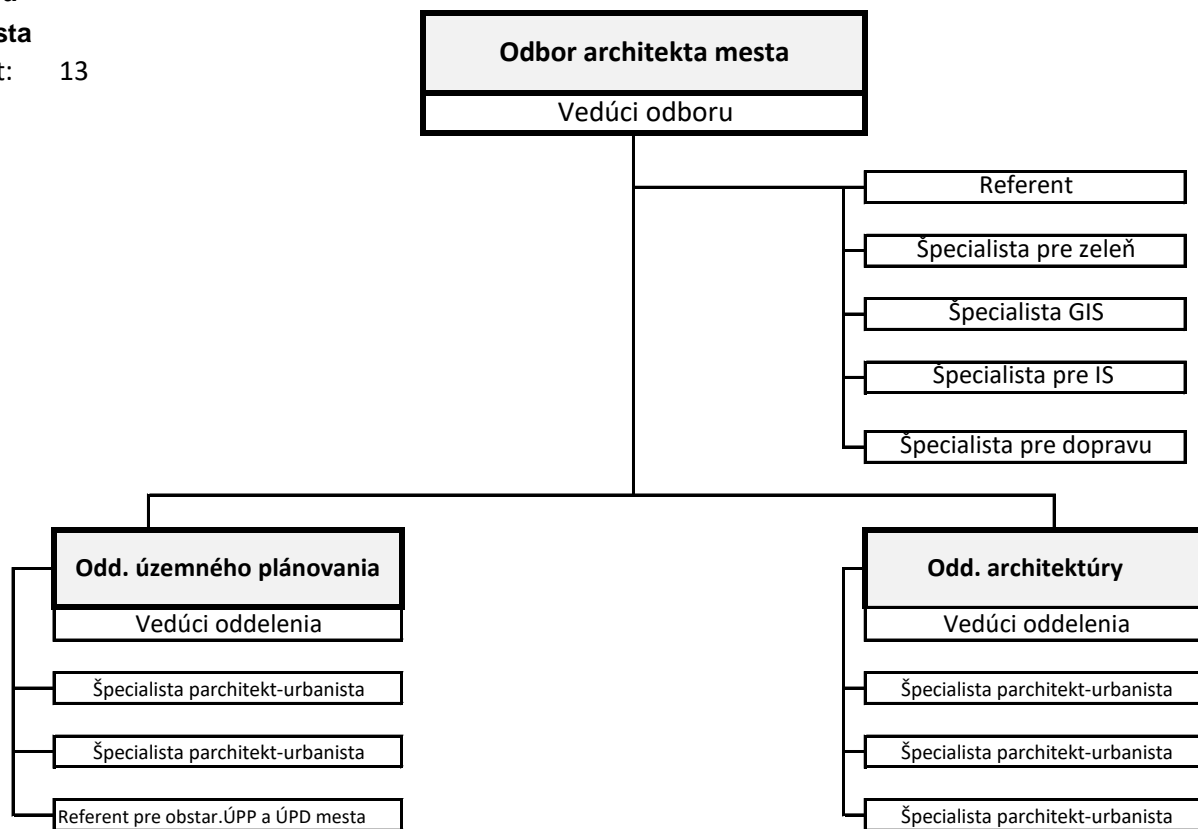 sta
t: 13
Odbor architekta mesta
Vedúci odboru
Referent
Špecialista pre zeleň
Špecialista GIS
Špecialista pre IS
Špecialista pre dopravu
Odd. územného plánovania
Vedúci oddelenia
Špecialista parchitekt-urbanista
Špecialista parchitekt-urbanista
Referent pre obstar.ÚPP a ÚPD mesta
Odd. architektúry
Vedúci oddelenia
Špecialista parchitekt-urbanista
Špecialista parchitekt-urbanista
Špecialista parchitekt-urbanista